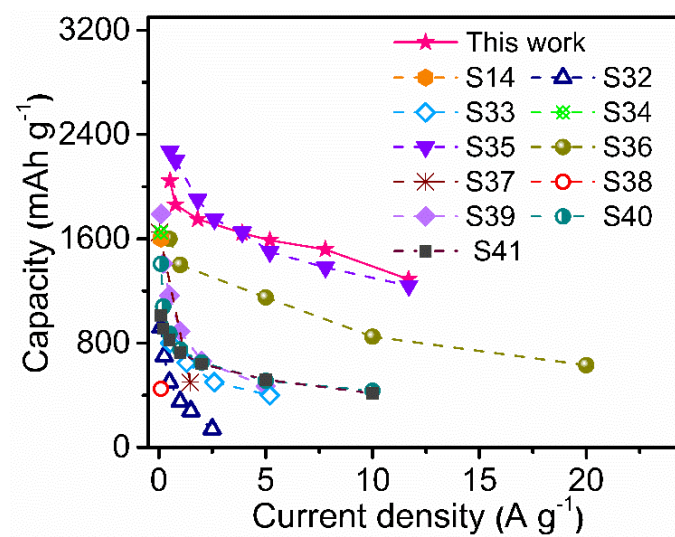 3200
2400
1600
800
0
Capacity (mAh g⁻¹)
This work
S14
S32
S33
S34
S35
S36
S37
S38
S39
S40
S41
0 5 10 15 20
Current density (A g⁻¹)